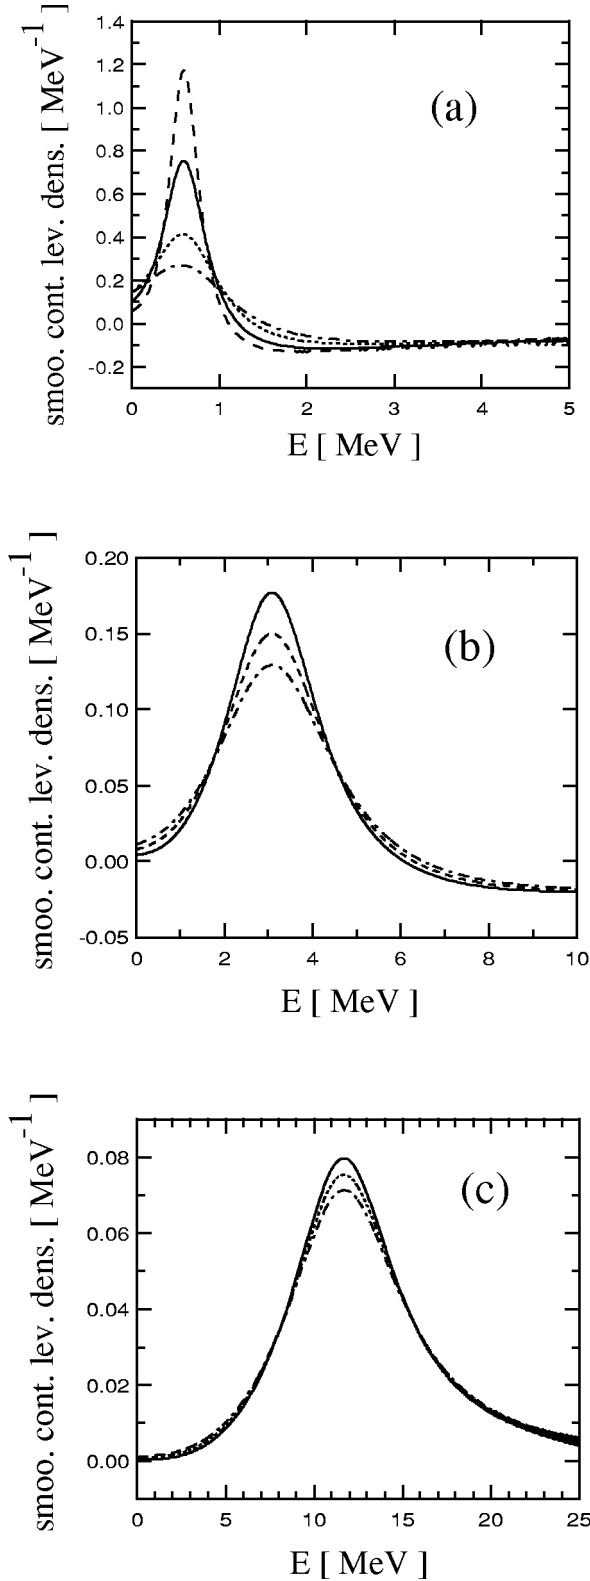 smoo. cont. lev. dens. [ MeV⁻¹ ]
1.4
1.2
1.0
0.8
0.6
0.4
0.2
0.0
-0.2
(a)
0 1 2 3 4 5
E [ MeV ]
smoo. cont. lev. dens. [ MeV⁻¹ ]
0.20
0.15
0.10
0.05
0.00
-0.05
(b)
0 2 4 6 8 10
E [ MeV ]
smoo. cont. lev. dens. [ MeV⁻¹ ]
0.08
0.06
0.04
0.02
0.00
(c)
0 5 10 15 20 25
E [ MeV ]